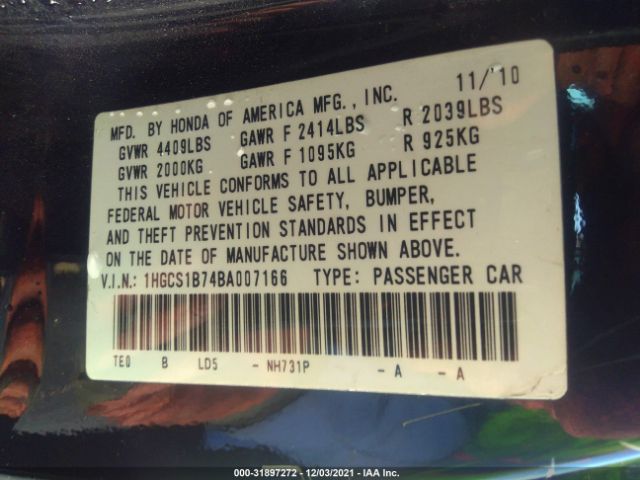 MFD. BY HONDA OF AMERICA MFG., INC. 11/'10
GVWR 4409LBS GAWR F 2414LBS R 2039LBS
GVWR 2000KG GAWR F 1095KG R 925KG
THIS VEHICLE CONFORMS TO ALL APPLICABLE
FEDERAL MOTOR VEHICLE SAFETY, BUMPER,
AND THEFT PREVENTION STANDARDS IN EFFECT
ON THE DATE OF MANUFACTURE SHOWN ABOVE.
V.I.N.: 1HGCS1B74BA007166 TYPE: PASSENGER CAR
TE0 B LD5 - NH731P - A - A
000-31897272 - 12/03/2021 - IAA Inc.